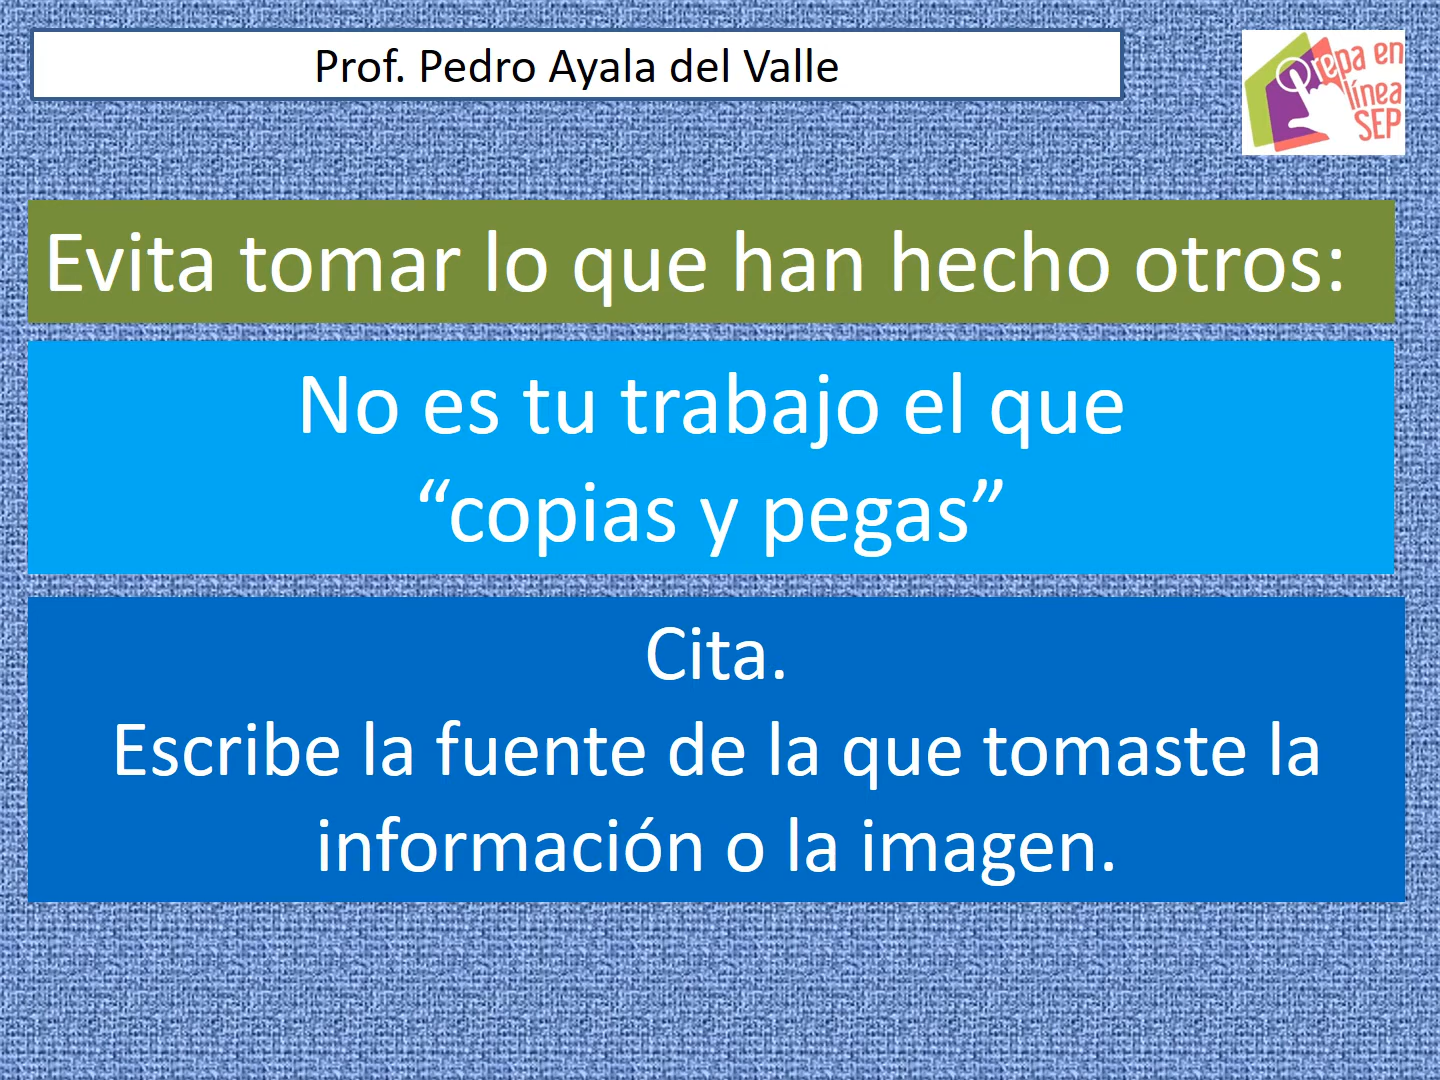 Prof. Pedro Ayala del Valle
Prepa en
línea
SEP
Evita tomar lo que han hecho otros:
No es tu trabajo el que
“copias y pegas”
Cita.
Escribe la fuente de la que tomaste la
información o la imagen.